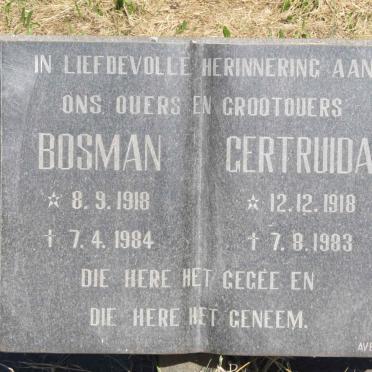 IN LIEFDEVOLLE HERINNERING AAN
ONS OUERS EN GROOTOUERS
BOSMAN GERTRUIDA
☆ 8.9.1918 ☆ 12.12.1918
† 7.4.1984 † 7.8.1983
DIE HERE HET GEGÉE EN
DIE HERE HET GENEEM.